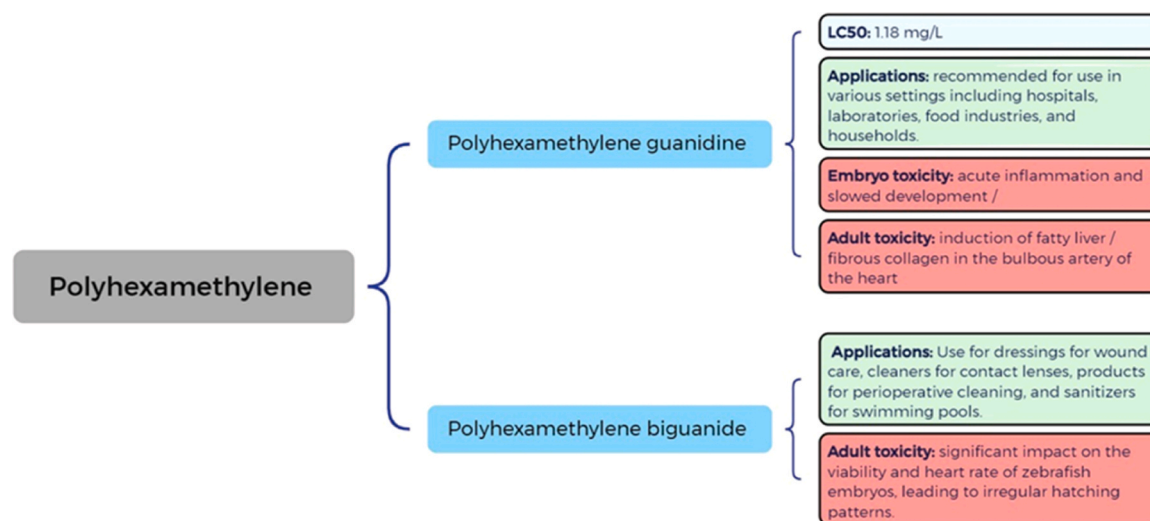 Polyhexamethylene
Polyhexamethylene guanidine
LC50: 1.18 mg/L
Applications: recommended for use in
various settings including hospitals,
laboratories, food industries, and
households.
Embryo toxicity: acute inflammation and
slowed development /
Adult toxicity: induction of fatty liver /
fibrous collagen in the bulbous artery of
the heart
Polyhexamethylene biguanide
Applications: Use for dressings for wound
care, cleaners for contact lenses, products
for perioperative cleaning, and sanitizers
for swimming pools.
Adult toxicity: significant impact on the
viability and heart rate of zebrafish
embryos, leading to irregular hatching
patterns.